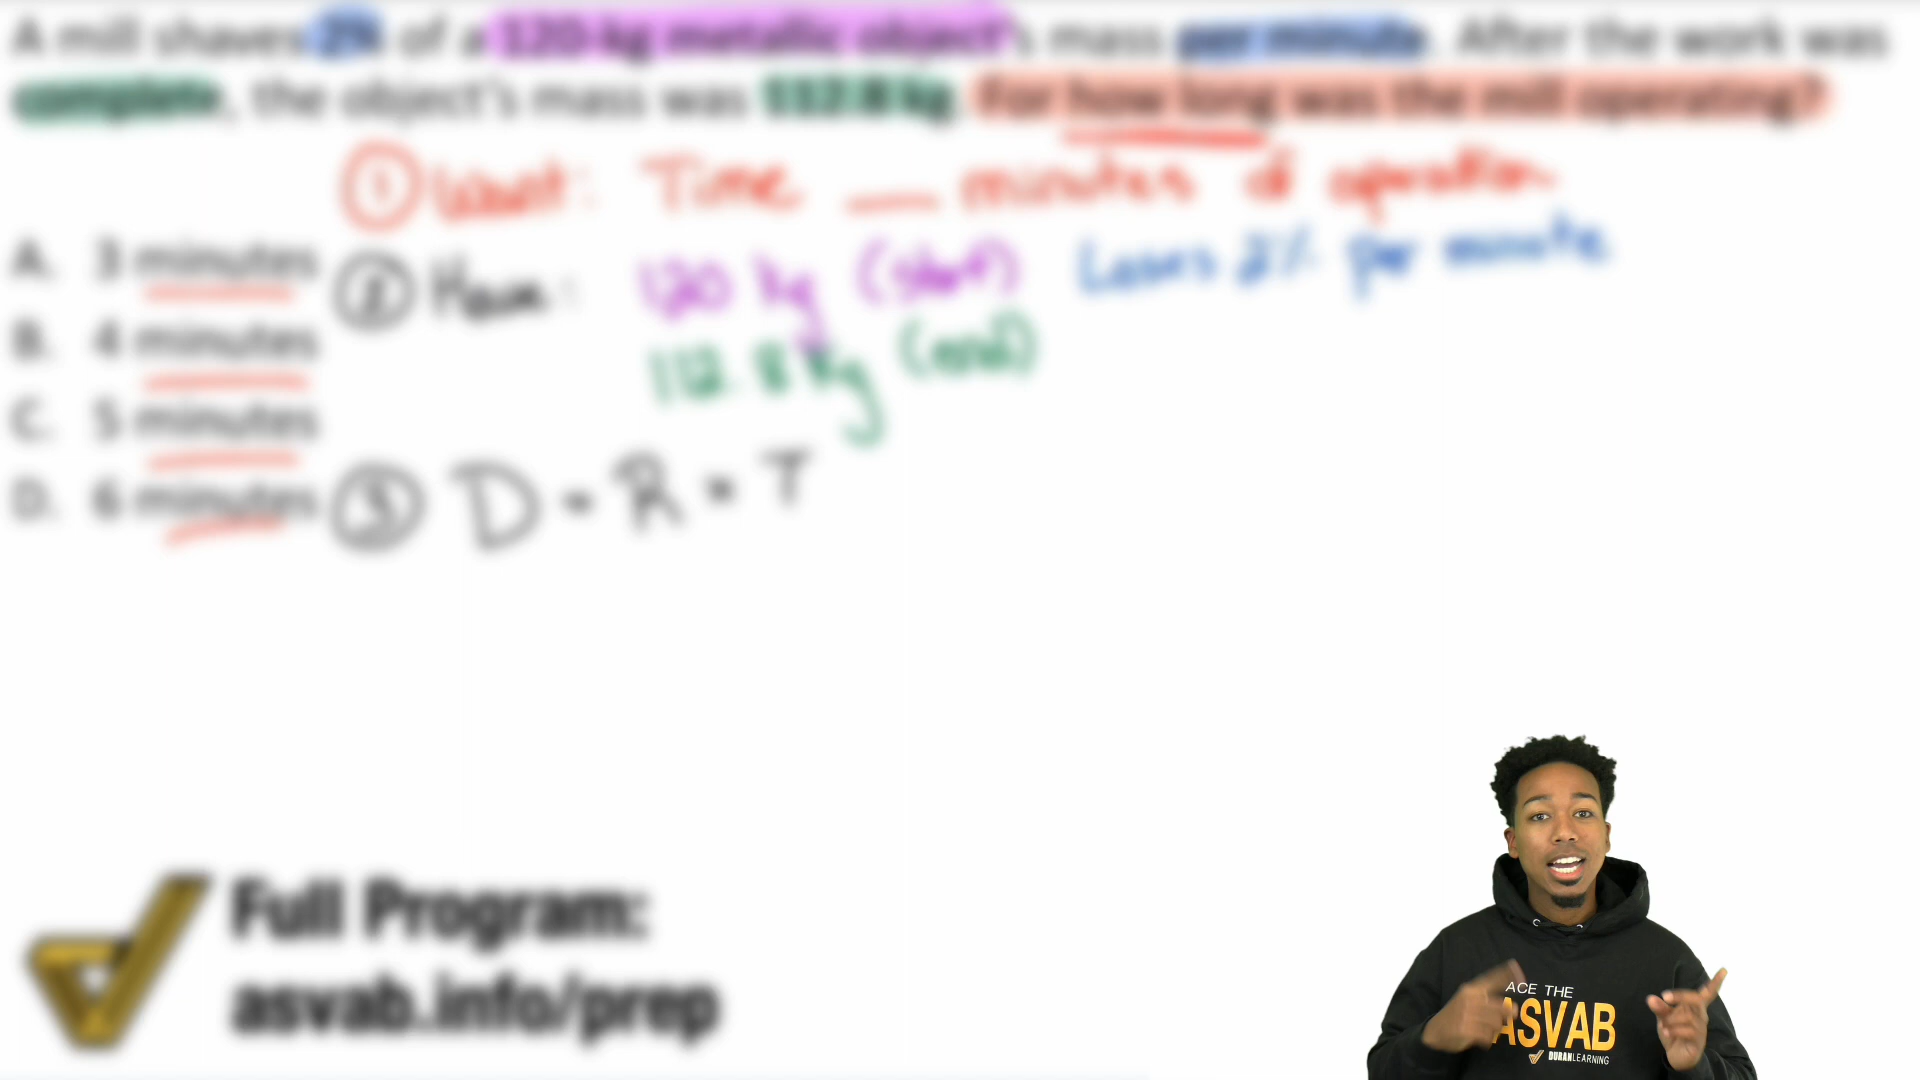 A mill shaves 2% of a 120-kg metallic object's mass per minute. After the work was
complete, the object's mass was 112.8 kg. For how long was the mill operating?
① Want: Time __ minutes of operation
A. 3 minutes
② Have: 120 kg (start) Loses 2% per minute
B. 4 minutes
112.8 kg (end)
C. 5 minutes
D. 6 minutes
③ D = R × T
Full Program:
asvab.info/prep
ACE THE
ASVAB
DURANLEARNING